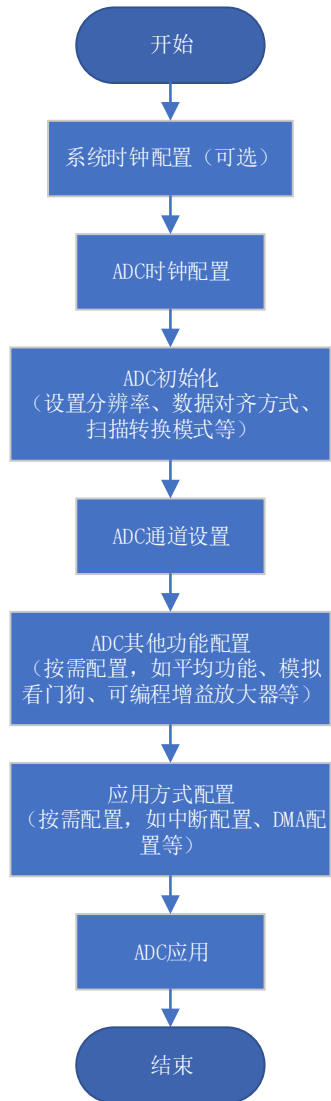 开始
系统时钟配置（可选）
ADC时钟配置
ADC初始化
（设置分辨率、数据对齐方式、
扫描转换模式等）
ADC通道设置
ADC其他功能配置
（按需配置，如平均功能、模拟
看门狗、可编程增益放大器等）
应用方式配置
（按需配置，如中断配置、DMA配
置等）
ADC应用
结束